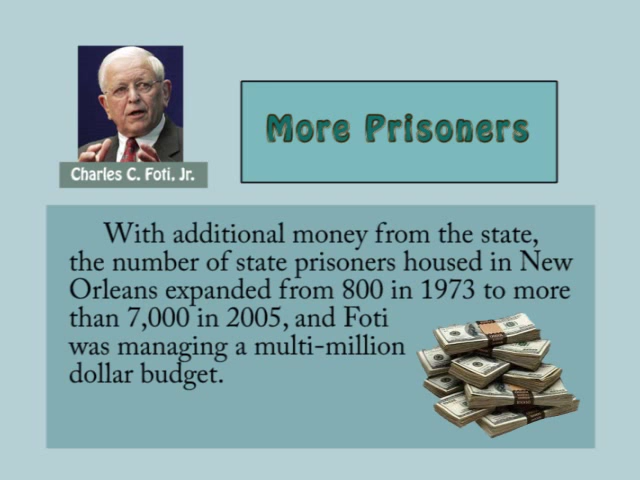 Charles C. Foti, Jr.
More Prisoners
With additional money from the state,
the number of state prisoners housed in New
Orleans expanded from 800 in 1973 to more
than 7,000 in 2005, and Foti
was managing a multi-million
dollar budget.